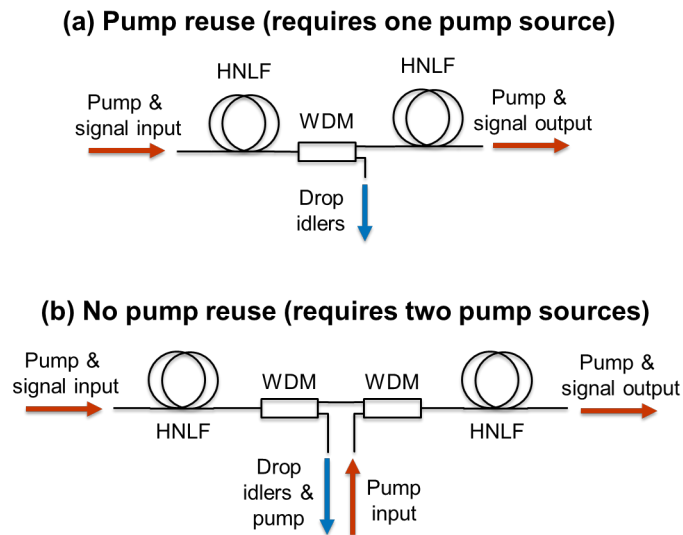 (a) Pump reuse (requires one pump source)
HNLF
HNLF
Pump &
signal input
WDM
Pump &
signal output
Drop
idlers
(b) No pump reuse (requires two pump sources)
Pump &
signal input
WDM
WDM
Pump &
signal output
HNLF
HNLF
Drop
idlers &
pump
Pump
input